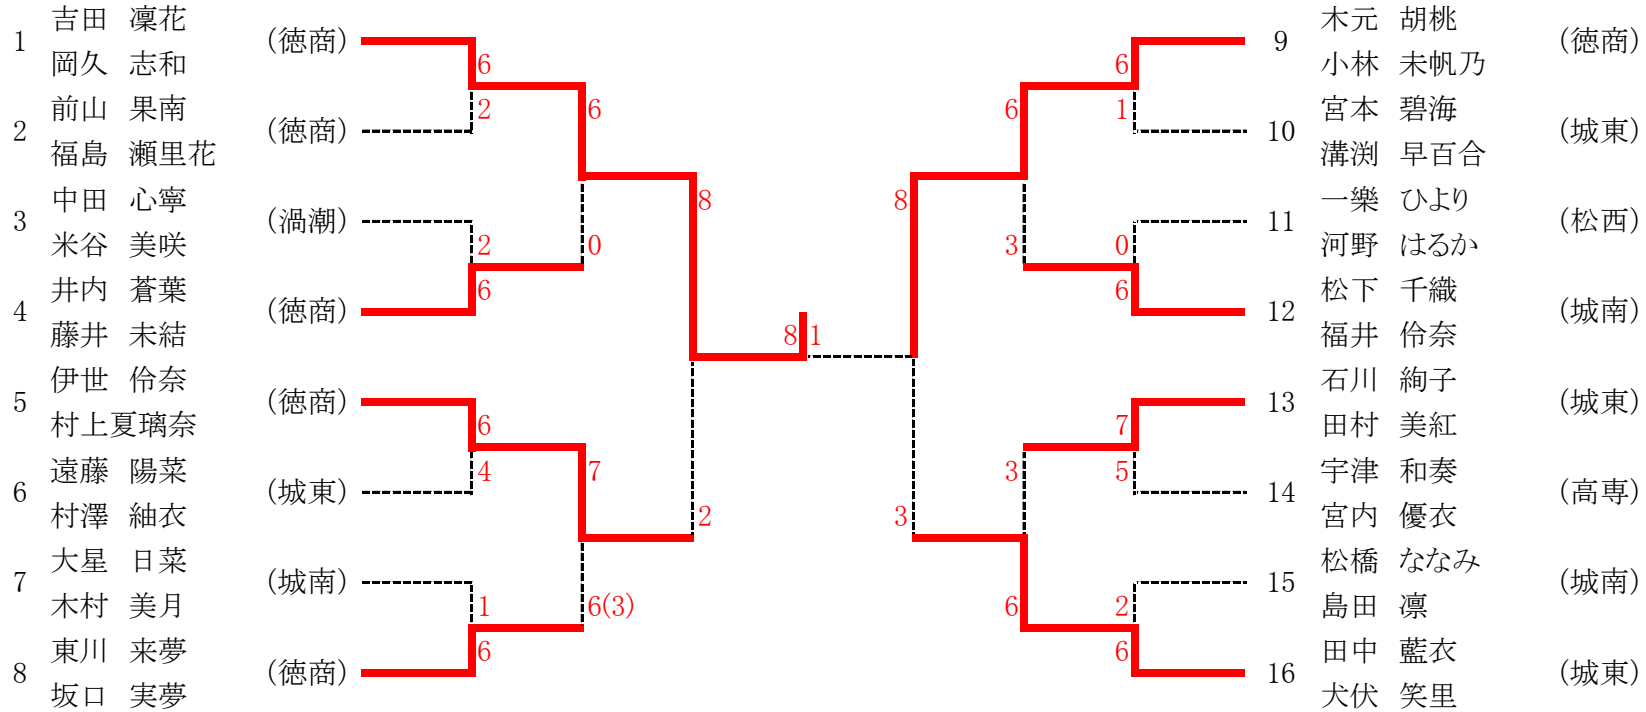 1 吉田 凜花 (徳商)
岡久 志和
2 前山 果南 (徳商)
福島 瀬里花
3 中田 心寧 (渦潮)
米谷 美咲
4 井内 蒼葉 (徳商)
藤井 未結
5 伊世 伶奈 (徳商)
村上夏璃奈
6 遠藤 陽菜 (城東)
村澤 紬衣
7 大星 日菜 (城南)
木村 美月
8 東川 来夢 (徳商)
坂口 実夢
6
2
2
6
6
4
1
6
6
0
7
6(3)
8
2
8 1
8
3
6
3
3
6
6
1
0
6
7
5
2
6
9 木元 胡桃 (徳商)
小林 未帆乃
10 宮本 碧海 (城東)
溝渕 早百合
11 一樂 ひより (松西)
河野 はるか
12 松下 千織 (城南)
福井 伶奈
13 石川 絢子 (城東)
田村 美紅
14 宇津 和奏 (高専)
宮内 優衣
15 松橋 ななみ (城南)
島田 凛
16 田中 藍衣 (城東)
犬伏 笑里